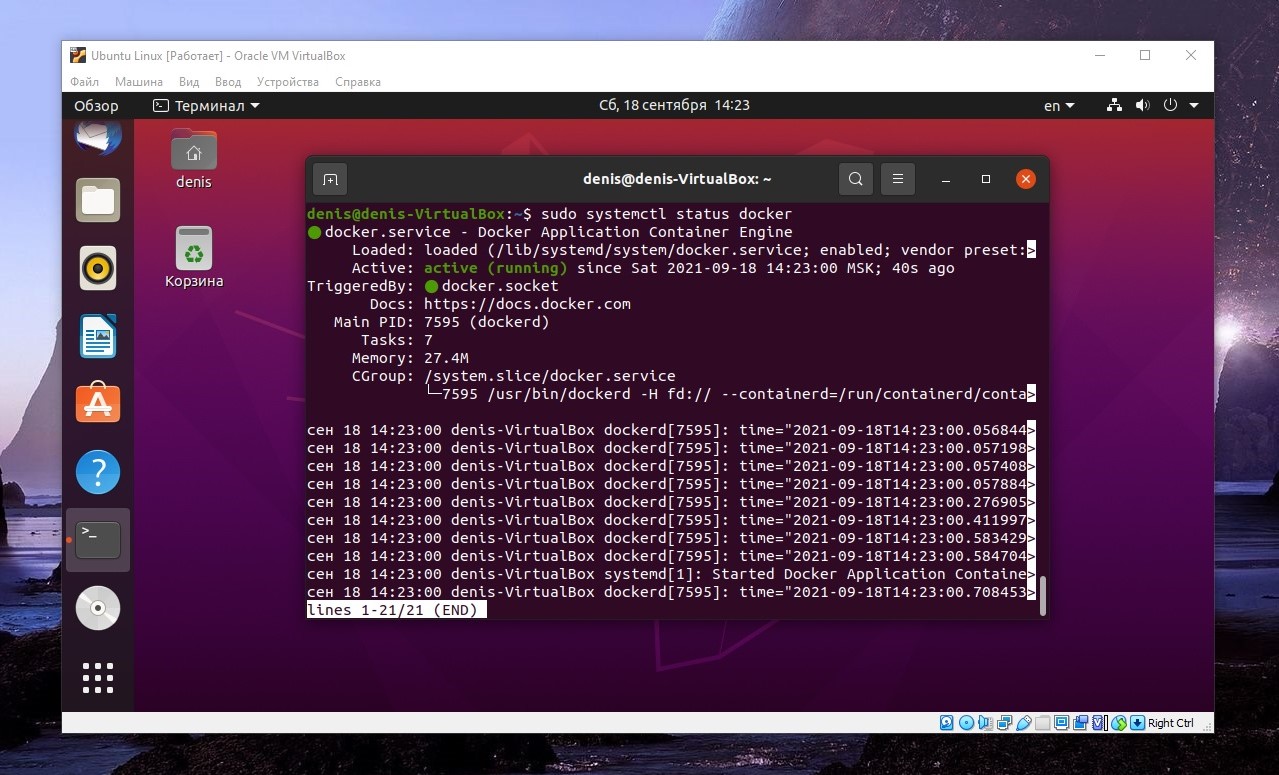 Ubuntu Linux [Работает] - Oracle VM VirtualBox
Файл Машина Вид Ввод Устройства Справка
Обзор Терминал Сб, 18 сентября 14:23 en
denis
Корзина
denis@denis-VirtualBox: ~
denis@denis-VirtualBox:~$ sudo systemctl status docker
docker.service - Docker Application Container Engine
Loaded: loaded (/lib/systemd/system/docker.service; enabled; vendor preset:>
Active: active (running) since Sat 2021-09-18 14:23:00 MSK; 40s ago
TriggeredBy: docker.socket
Docs: https://docs.docker.com
Main PID: 7595 (dockerd)
Tasks: 7
Memory: 27.4M
CGroup: /system.slice/docker.service
└─7595 /usr/bin/dockerd -H fd:// --containerd=/run/containerd/conta>
сен 18 14:23:00 denis-VirtualBox dockerd[7595]: time="2021-09-18T14:23:00.056844>
сен 18 14:23:00 denis-VirtualBox dockerd[7595]: time="2021-09-18T14:23:00.057198>
сен 18 14:23:00 denis-VirtualBox dockerd[7595]: time="2021-09-18T14:23:00.057408>
сен 18 14:23:00 denis-VirtualBox dockerd[7595]: time="2021-09-18T14:23:00.057884>
сен 18 14:23:00 denis-VirtualBox dockerd[7595]: time="2021-09-18T14:23:00.276905>
сен 18 14:23:00 denis-VirtualBox dockerd[7595]: time="2021-09-18T14:23:00.411997>
сен 18 14:23:00 denis-VirtualBox dockerd[7595]: time="2021-09-18T14:23:00.583429>
сен 18 14:23:00 denis-VirtualBox dockerd[7595]: time="2021-09-18T14:23:00.584704>
сен 18 14:23:00 denis-VirtualBox systemd[1]: Started Docker Application Containe>
сен 18 14:23:00 denis-VirtualBox dockerd[7595]: time="2021-09-18T14:23:00.708453>
lines 1-21/21 (END)
Right Ctrl